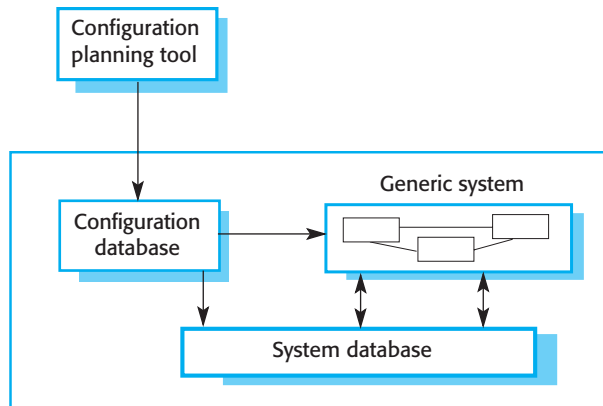 Configuration
planning tool
Generic system
Configuration
database
System database